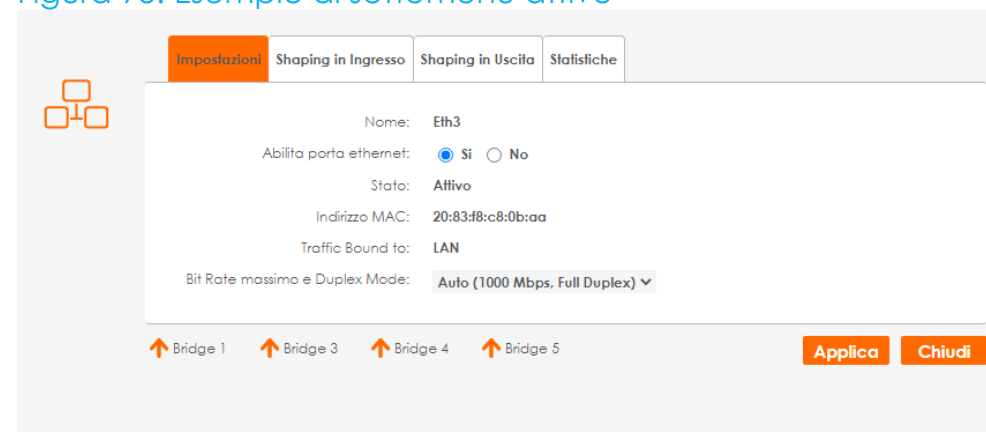 Impostazioni Shaping in Ingresso Shaping in Uscita Statistiche
Nome: Eth3
Abilita porta ethernet: Si No
Stato: Attivo
Indirizzo MAC: 20:83:f8:c8:0b:aa
Traffic Bound to: LAN
Bit Rate massimo e Duplex Mode: Auto (1000 Mbps, Full Duplex)
Bridge 1 Bridge 3 Bridge 4 Bridge 5 Applica Chiudi